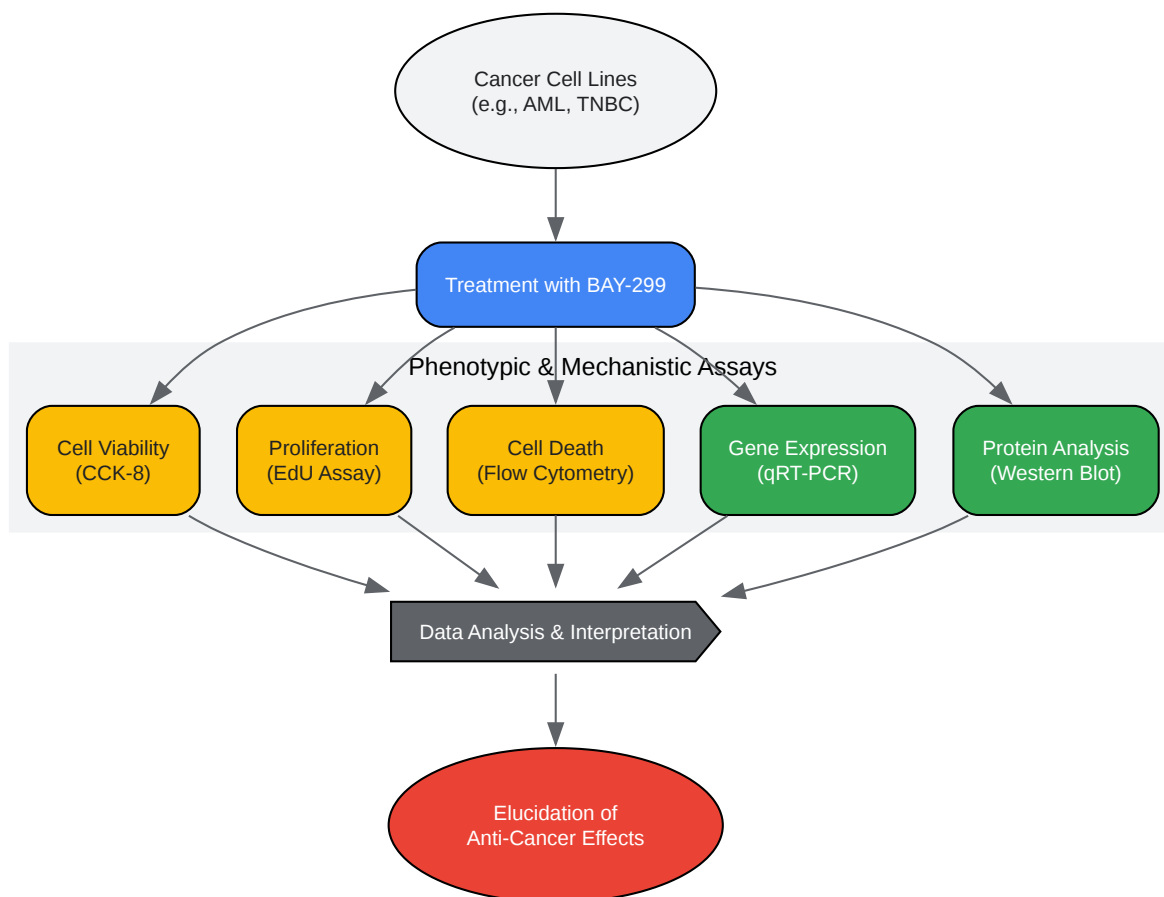 Cancer Cell Lines
(e.g., AML, TNBC)
Treatment with BAY-299
Phenotypic & Mechanistic Assays
Cell Viability
(CCK-8)
Proliferation
(EdU Assay)
Cell Death
(Flow Cytometry)
Gene Expression
(qRT-PCR)
Protein Analysis
(Western Blot)
Data Analysis & Interpretation
Elucidation of
Anti-Cancer Effects